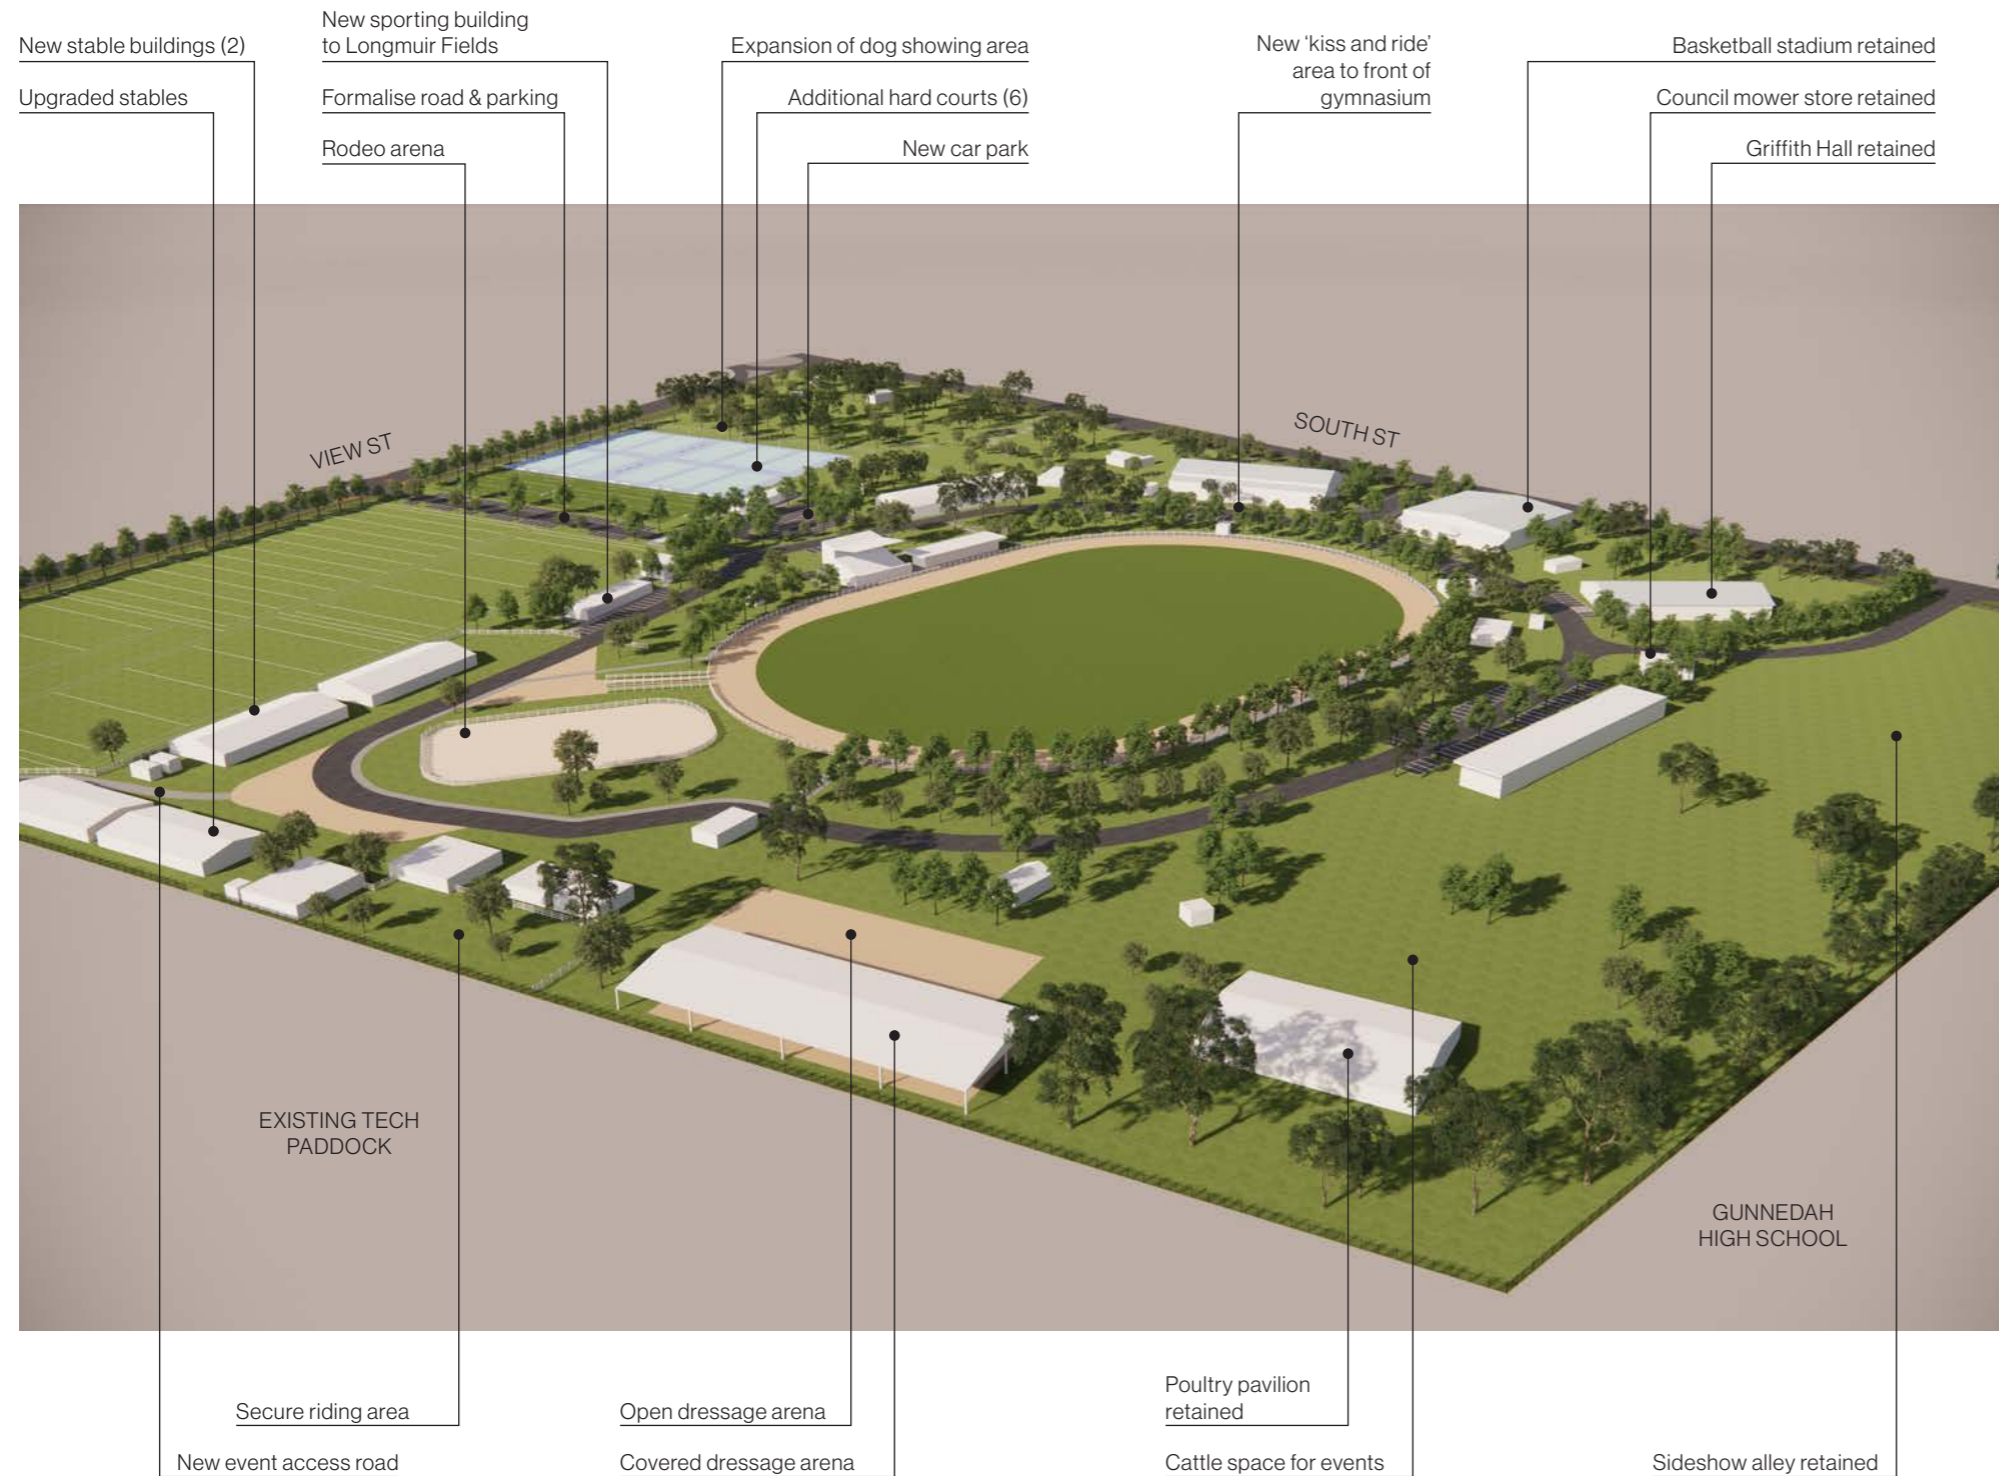 New stable buildings (2)
Upgraded stables
New sporting building
to Longmuir Fields
Formalise road & parking
Rodeo arena
Expansion of dog showing area
Additional hard courts (6)
New car park
New ‘kiss and ride’
area to front of
gymnasium
Basketball stadium retained
Council mower store retained
Griffith Hall retained
VIEW ST
SOUTH ST
EXISTING TECH
PADDOCK
GUNNEDAH
HIGH SCHOOL
Secure riding area
New event access road
Open dressage arena
Covered dressage arena
Poultry pavilion
retained
Cattle space for events
Sideshow alley retained